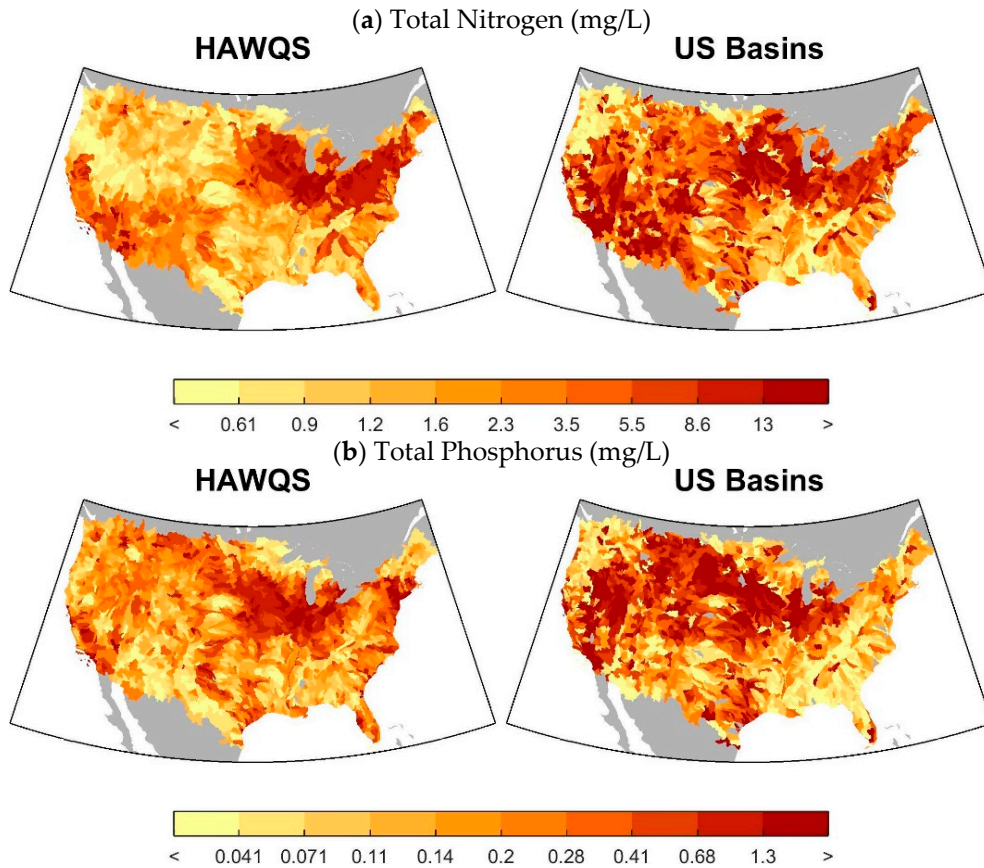 (a) Total Nitrogen (mg/L)
HAWQS US Basins
< 0.61 0.9 1.2 1.6 2.3 3.5 5.5 8.6 13 >
(b) Total Phosphorus (mg/L)
HAWQS US Basins
< 0.041 0.071 0.11 0.14 0.2 0.28 0.41 0.68 1.3 >